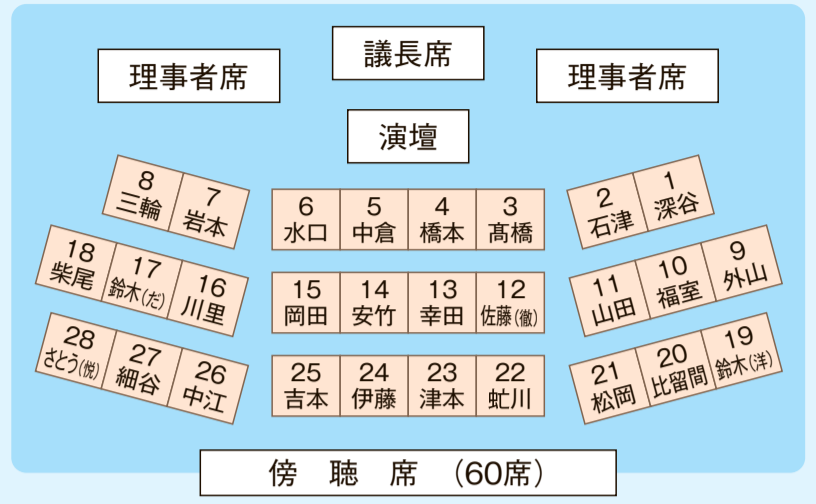 議長席
理事者席
理事者席
演壇
8
三輪
7
岩本
6
水口
5
中倉
4
橋本
3
髙橋
2
石津
1
深谷
18
柴尾
17
鈴木(だ)
16
川里
15
岡田
14
安竹
13
幸田
12
佐藤(徹)
11
山田
10
福室
9
外山
28
さとう(悦)
27
細谷
26
中江
25
吉本
24
伊藤
23
津本
22
虻川
21
松岡
20
比留間
19
鈴木(洋)
傍聴席（60席）